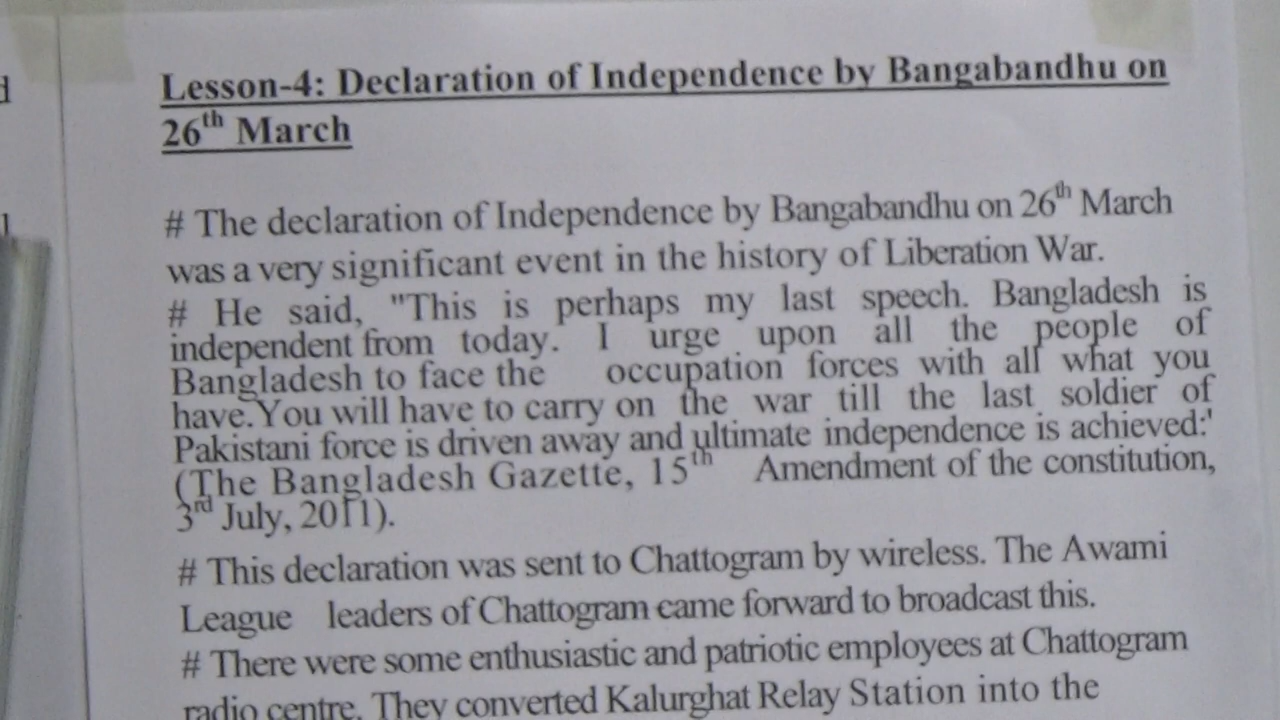 Lesson-4: Declaration of Independence by Bangabandhu on
26th March
# The declaration of Independence by Bangabandhu on 26th March
was a very significant event in the history of Liberation War.
# He said, "This is perhaps my last speech. Bangladesh is
independent from today. I urge upon all the people of
Bangladesh to face the occupation forces with all what you
have.You will have to carry on the war till the last soldier of
Pakistani force is driven away and ultimate independence is achieved:'
(The Bangladesh Gazette, 15th Amendment of the constitution,
3rd July, 2011).
# This declaration was sent to Chattogram by wireless. The Awami
League leaders of Chattogram came forward to broadcast this.
# There were some enthusiastic and patriotic employees at Chattogram
radio centre. They converted Kalurghat Relay Station into the